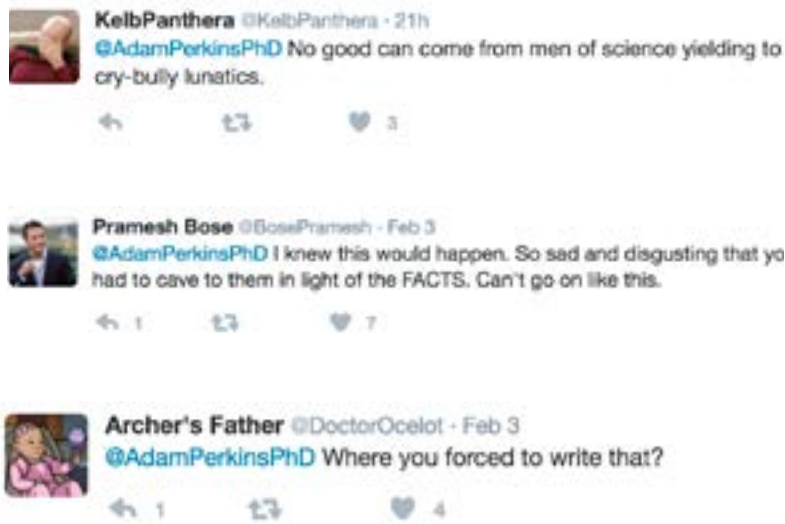 KelbPanthera @KelbPanthera · 21h
@AdamPerkinsPhD No good can come from men of science yielding to
cry-bully lunatics.
3
Pramesh Bose @BosePramesh · Feb 3
@AdamPerkinsPhD I knew this would happen. So sad and disgusting that yo
had to cave to them in light of the FACTS. Can't go on like this.
1 7
Archer's Father @DoctorOcelot · Feb 3
@AdamPerkinsPhD Where you forced to write that?
1 4